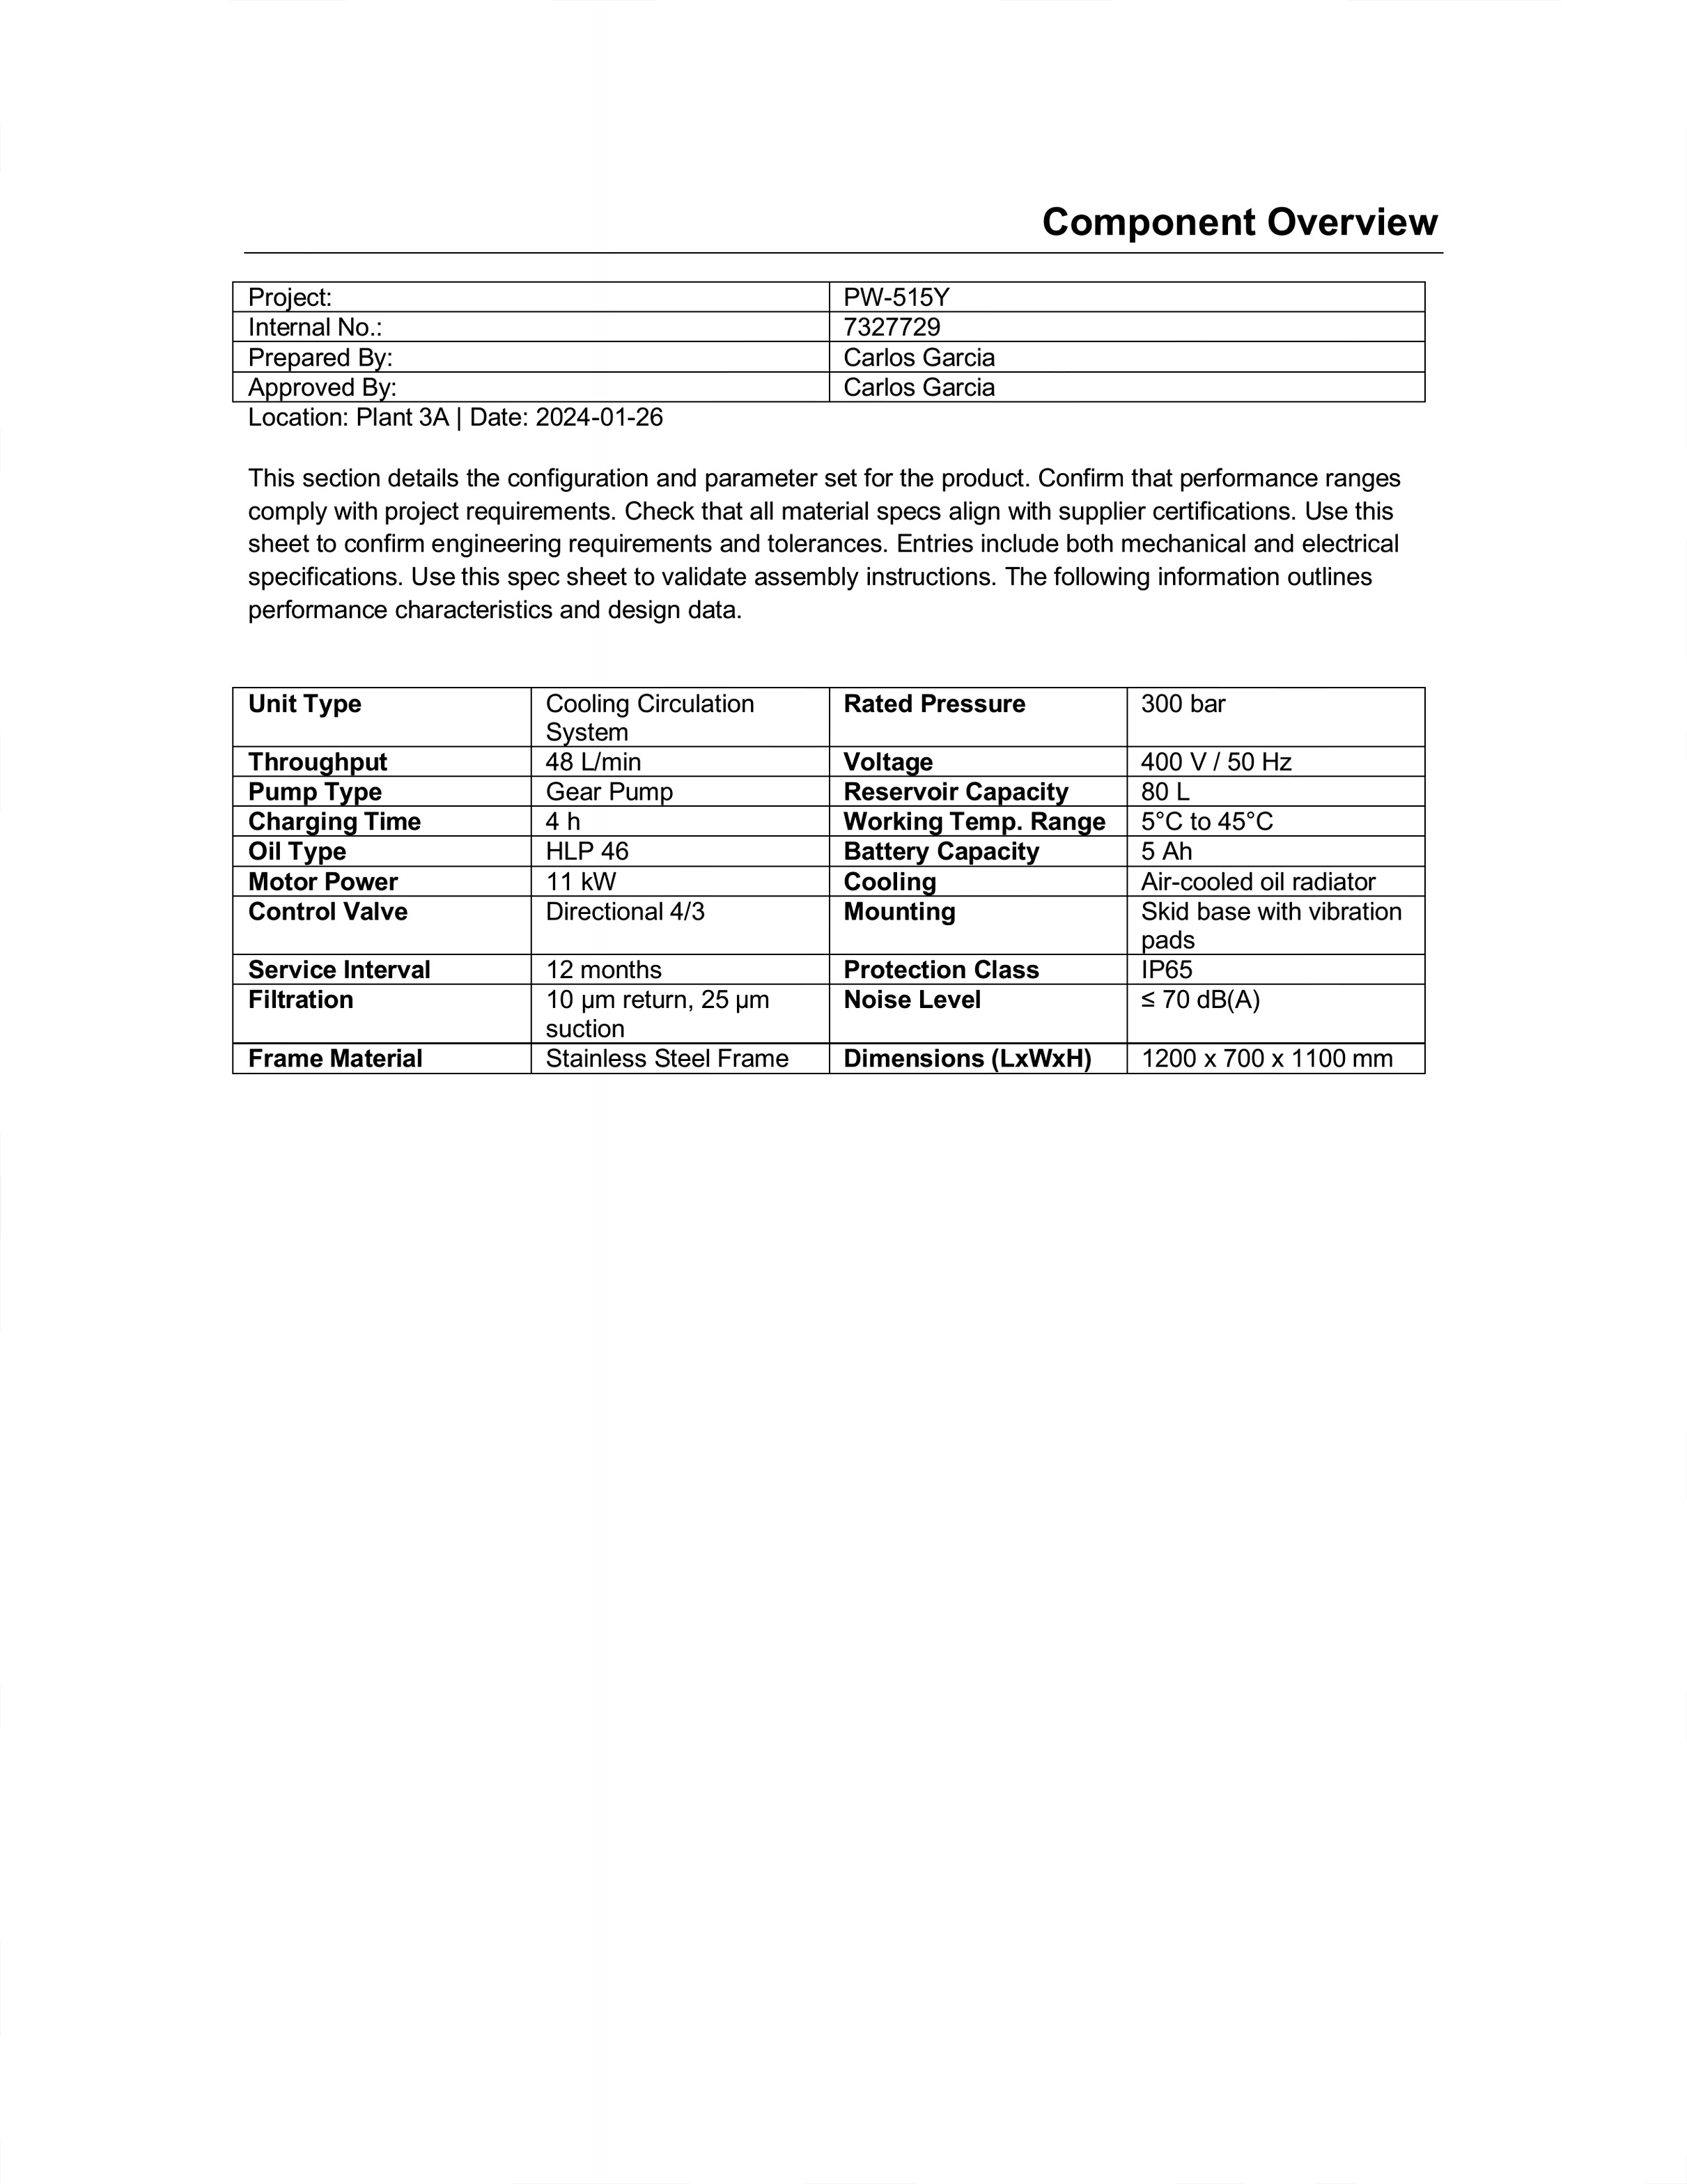 Component Overview
Project: PW-515Y
Internal No.: 7327729
Prepared By: Carlos Garcia
Approved By: Carlos Garcia
Location: Plant 3A | Date: 2024-01-26
This section details the configuration and parameter set for the product. Confirm that performance ranges
comply with project requirements. Check that all material specs align with supplier certifications. Use this
sheet to confirm engineering requirements and tolerances. Entries include both mechanical and electrical
specifications. Use this spec sheet to validate assembly instructions. The following information outlines
performance characteristics and design data.
Unit Type Cooling Circulation Rated Pressure 300 bar
System
Throughput 48 L/min Voltage 400 V / 50 Hz
Pump Type Gear Pump Reservoir Capacity 80 L
Charging Time 4 h Working Temp. Range 5°C to 45°C
Oil Type HLP 46 Battery Capacity 5 Ah
Motor Power 11 kW Cooling Air-cooled oil radiator
Control Valve Directional 4/3 Mounting Skid base with vibration
pads
Service Interval 12 months Protection Class IP65
Filtration 10 µm return, 25 µm Noise Level ≤ 70 dB(A)
suction
Frame Material Stainless Steel Frame Dimensions (LxWxH) 1200 x 700 x 1100 mm